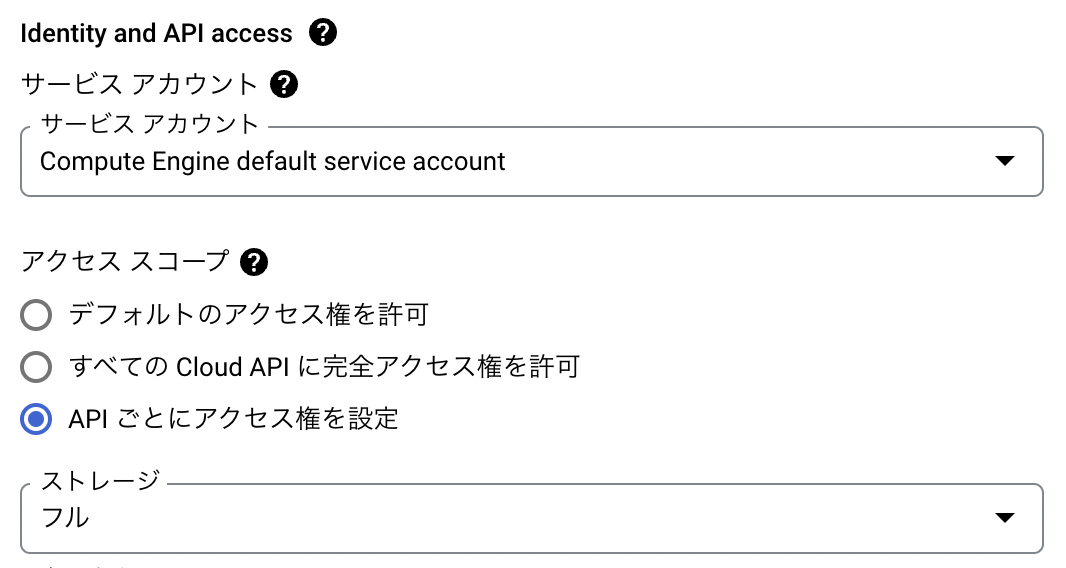 Identity and API access
サービス アカウント
サービス アカウント
Compute Engine default service account
アクセス スコープ
デフォルトのアクセス権を許可
すべての Cloud API に完全アクセス権を許可
API ごとにアクセス権を設定
ストレージ
フル